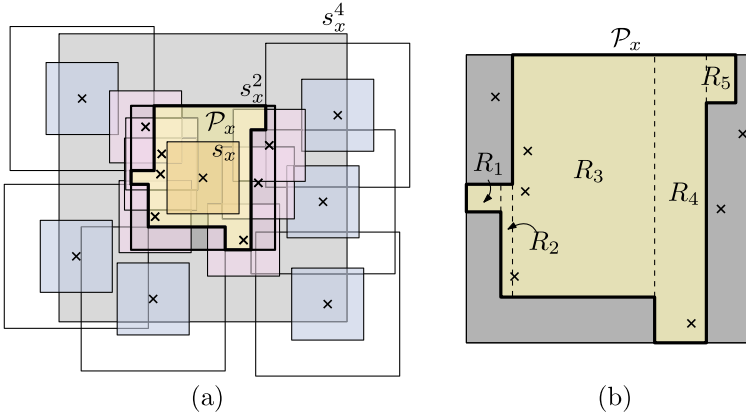 s_x^4
s_x^2
𝒫_x
s_x
(a)
𝒫_x
R_5
R_1
R_3
R_4
R_2
(b)